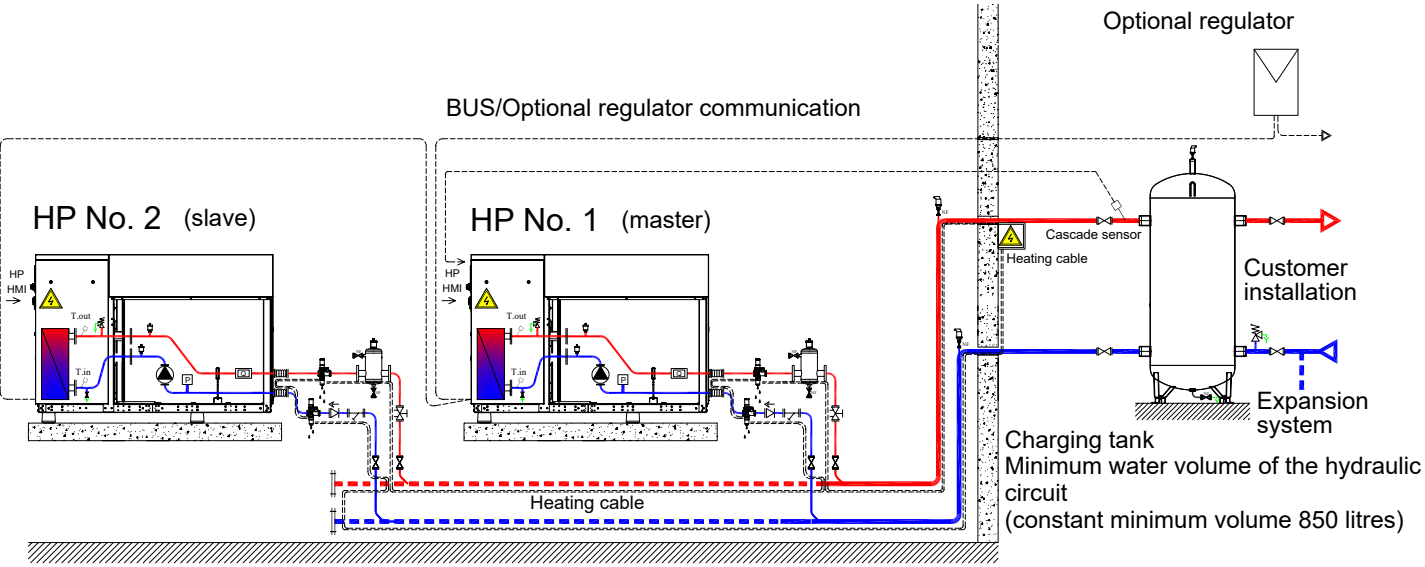 Optional regulator
BUS/Optional regulator communication
HP No. 2 (slave)
HP No. 1 (master)
NF
Cascade sensor
Heating cable
HP
HMI
HP
HMI
T.out
T.out
Customer
installation
NF
T.in
P
T.in
P
Expansion
system
Charging tank
Minimum water volume of the hydraulic
circuit
(constant minimum volume 850 litres)
Heating cable